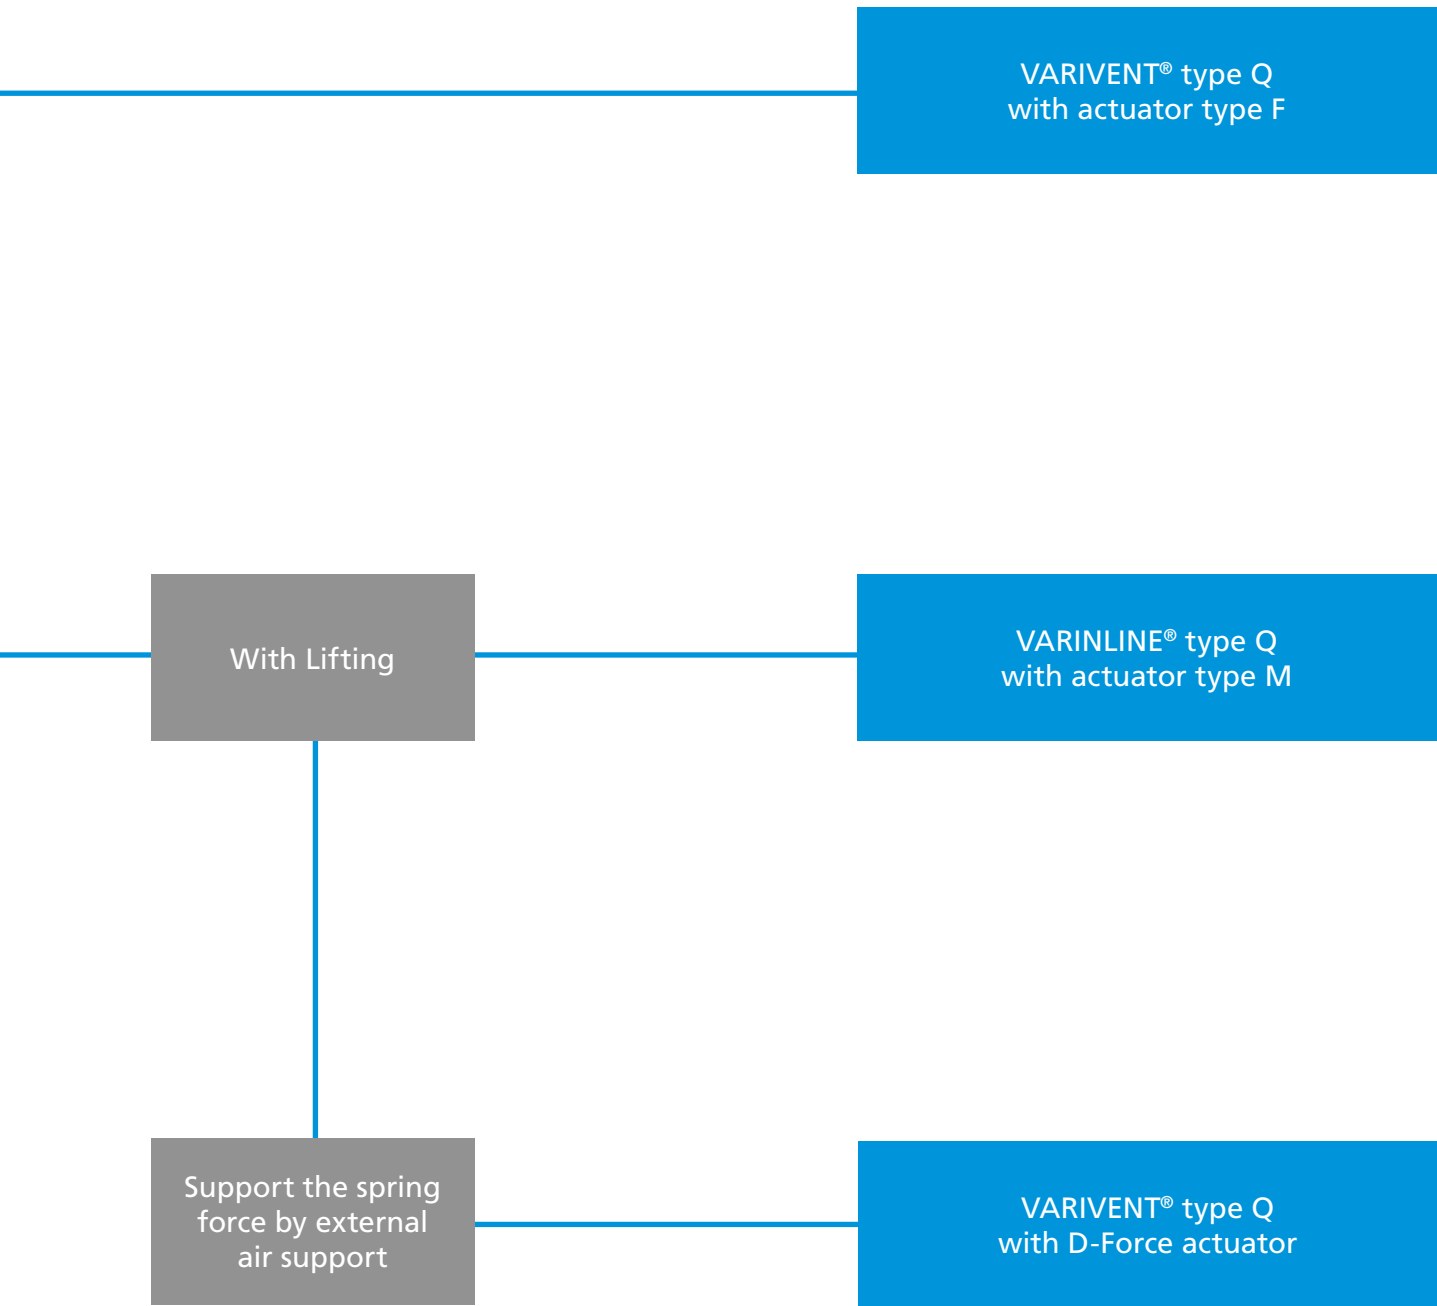 VARIVENT® type Q
with actuator type F
With Lifting
VARINLINE® type Q
with actuator type M
Support the spring
force by external
air support
VARIVENT® type Q
with D-Force actuator